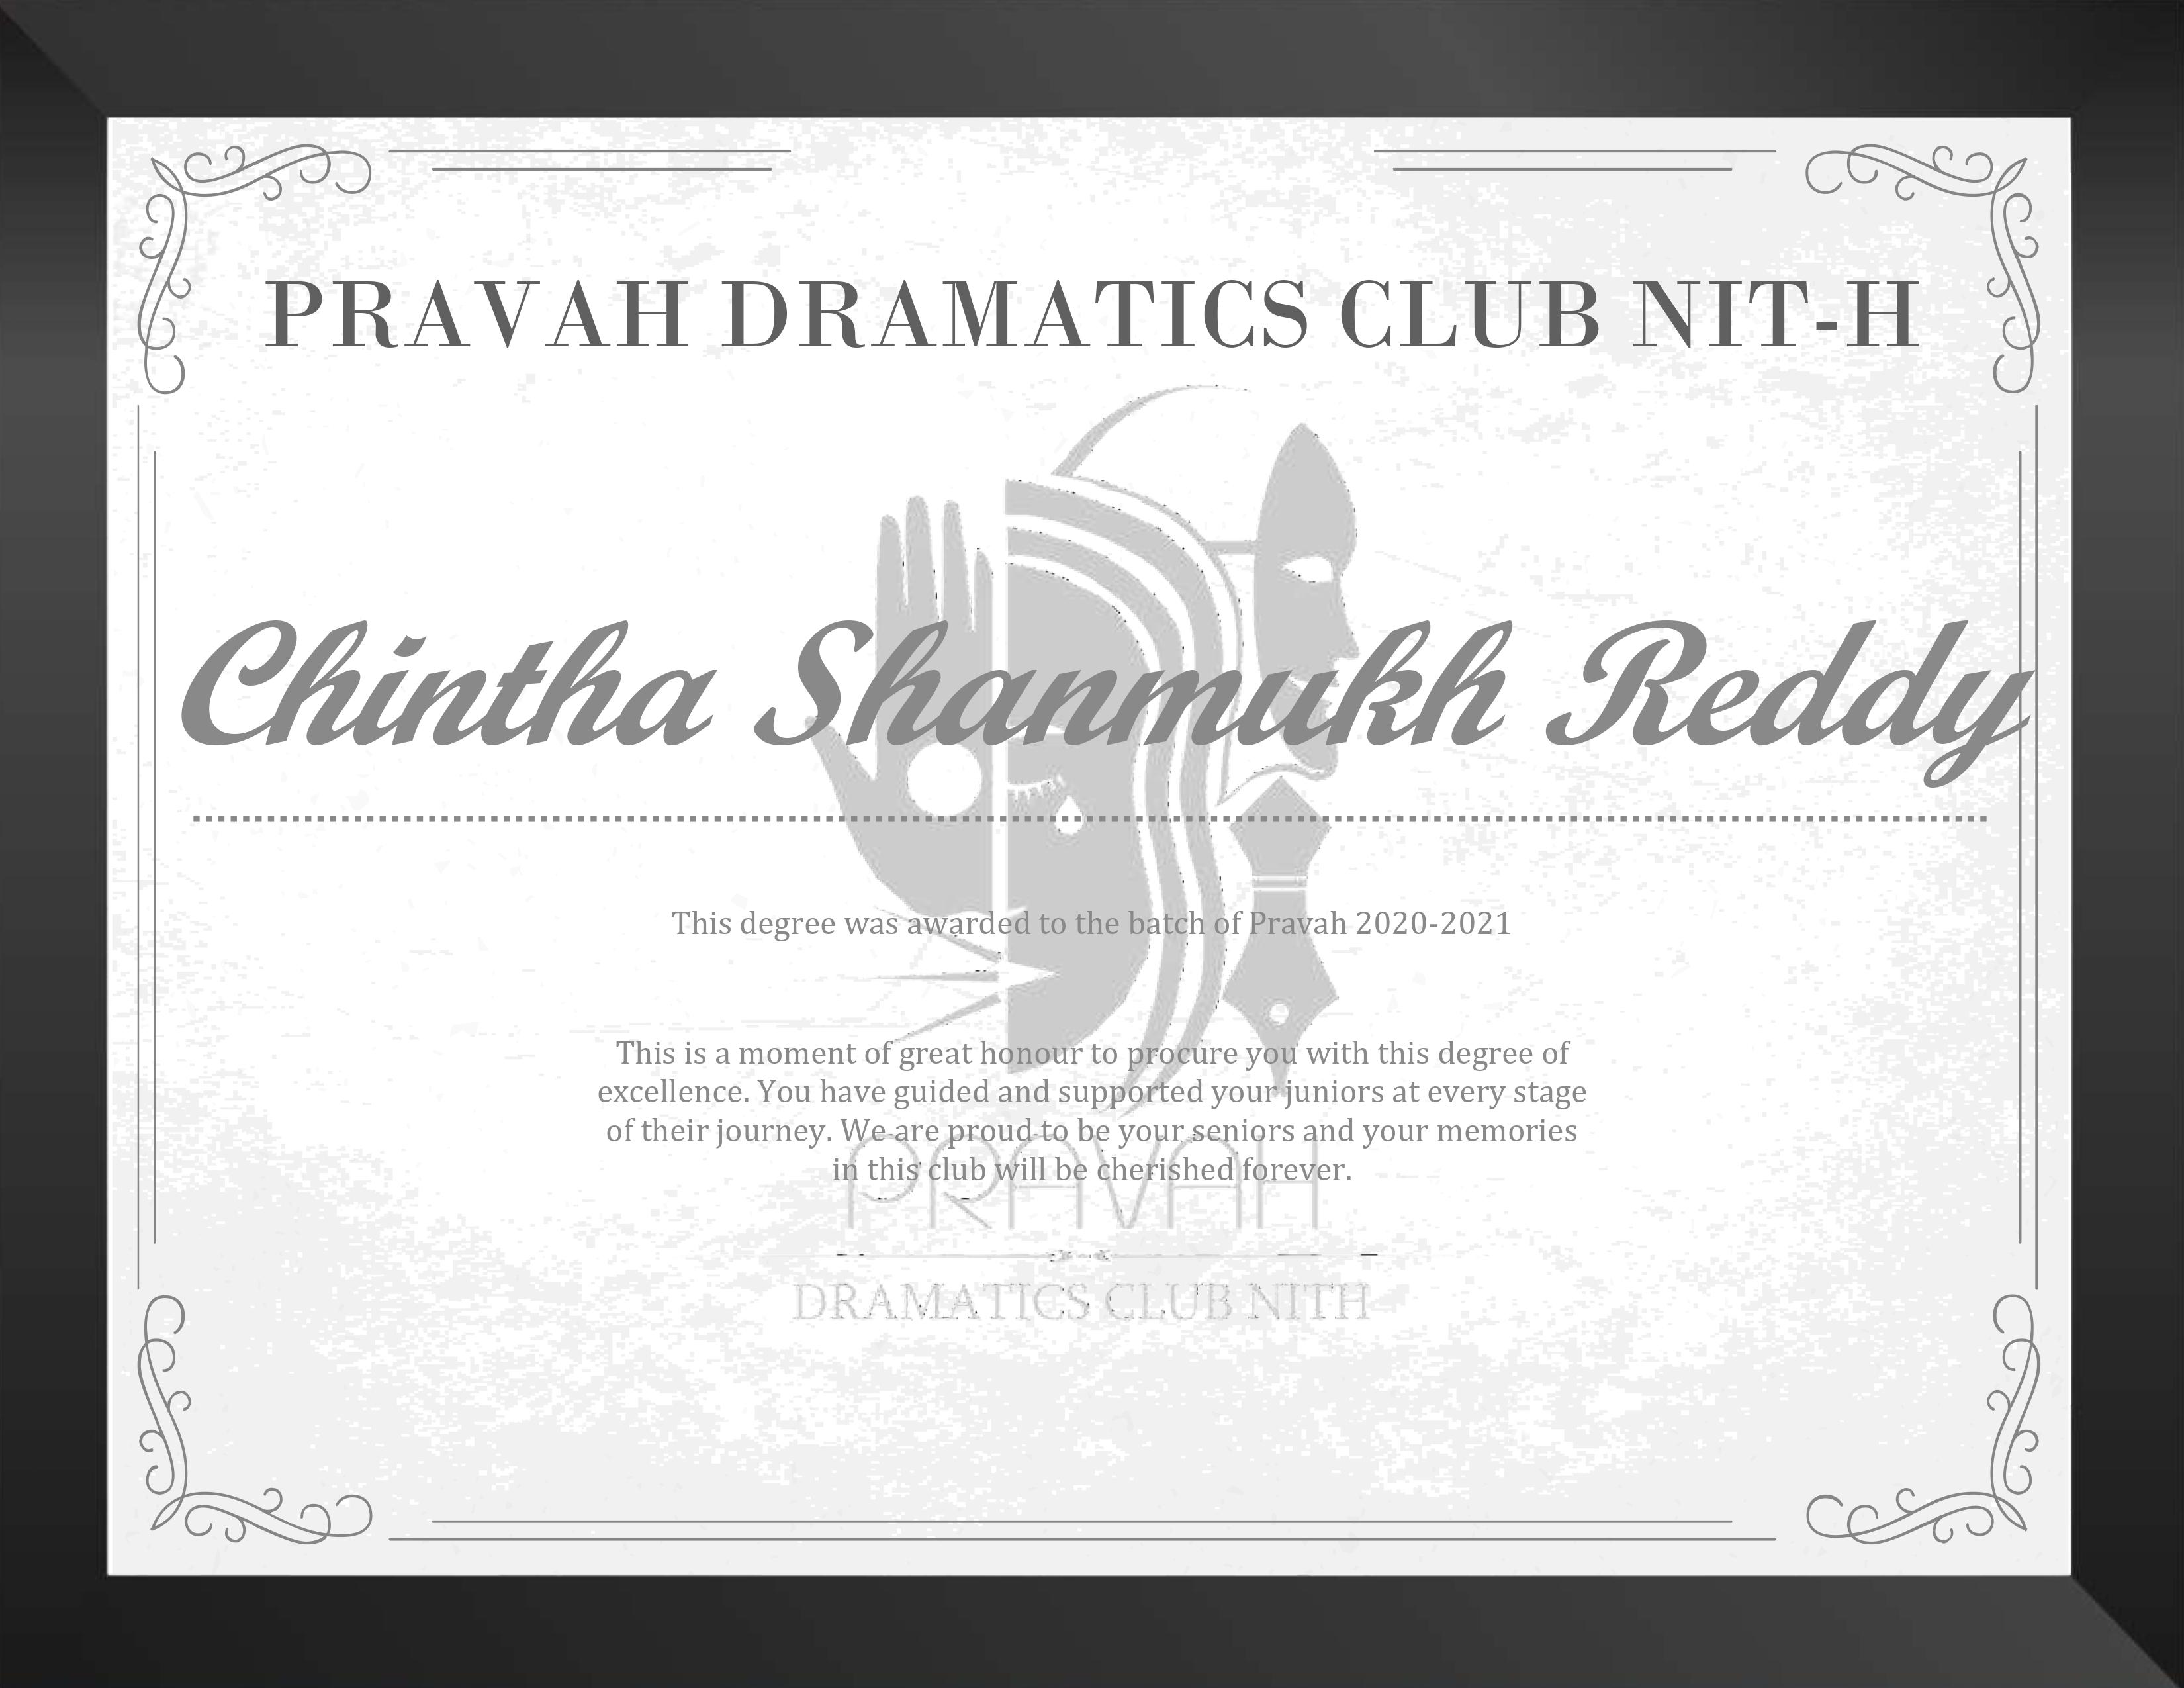 PRAVAH DRAMATICS CLUB NIT-H
Chintha Shanmukh Reddy
This degree was awarded to the batch of Pravah 2020-2021
This is a moment of great honour to procure you with this degree of
excellence. You have guided and supported your juniors at every stage
of their journey. We are proud to be your seniors and your memories
in this club will be cherished forever.
PRAVAH
DRAMATICS CLUB NITH